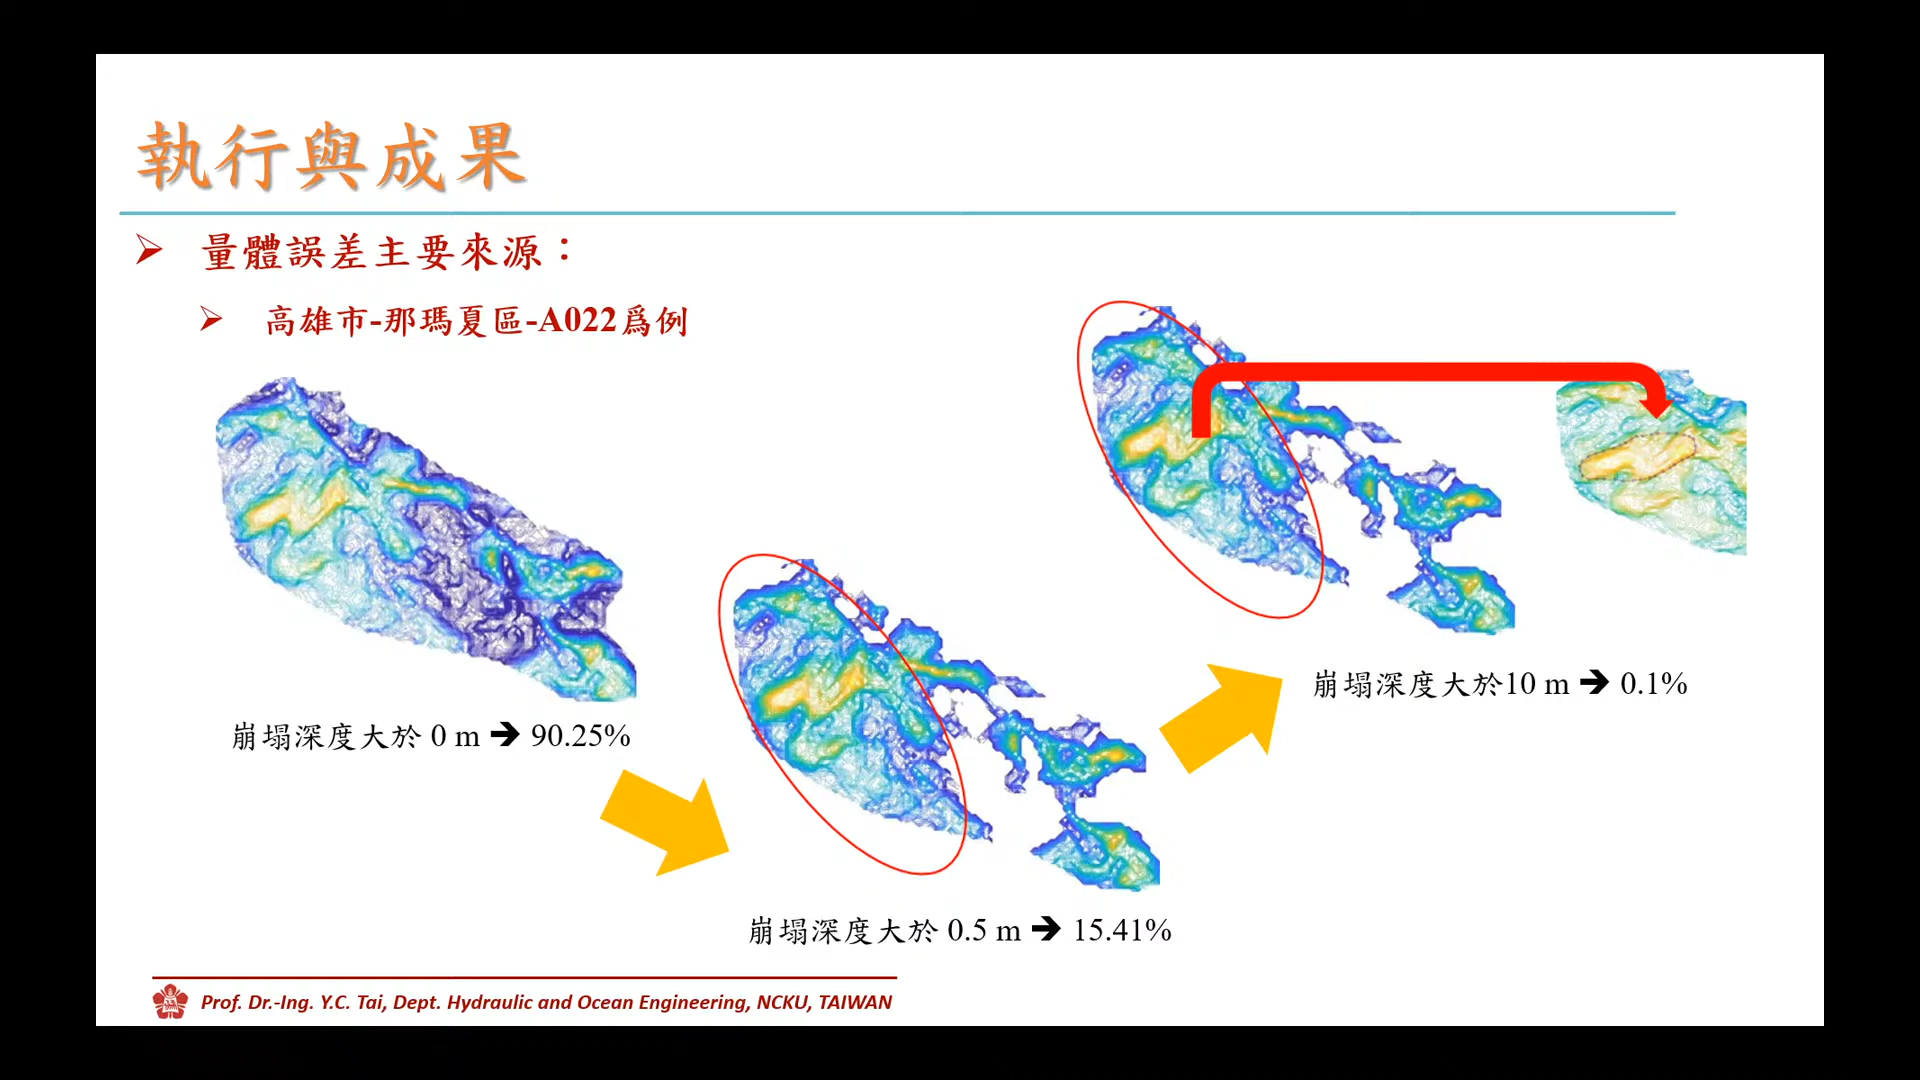 執行與成果
量體誤差主要來源：
高雄市-那瑪夏區-A022爲例
崩塌深度大於10 m ➔ 0.1%
崩塌深度大於 0 m ➔ 90.25%
崩塌深度大於 0.5 m ➔ 15.41%
Prof. Dr.-Ing. Y.C. Tai, Dept. Hydraulic and Ocean Engineering, NCKU, TAIWAN